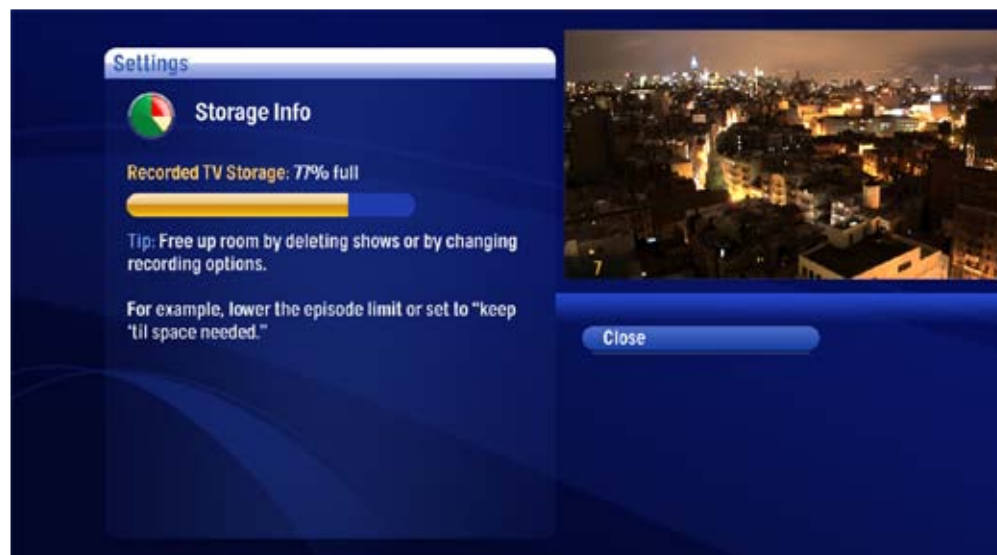 Settings
Storage Info
Recorded TV Storage: 77% full
Tip: Free up room by deleting shows or by changing
recording options.
For example, lower the episode limit or set to "keep
'til space needed."
7
Close